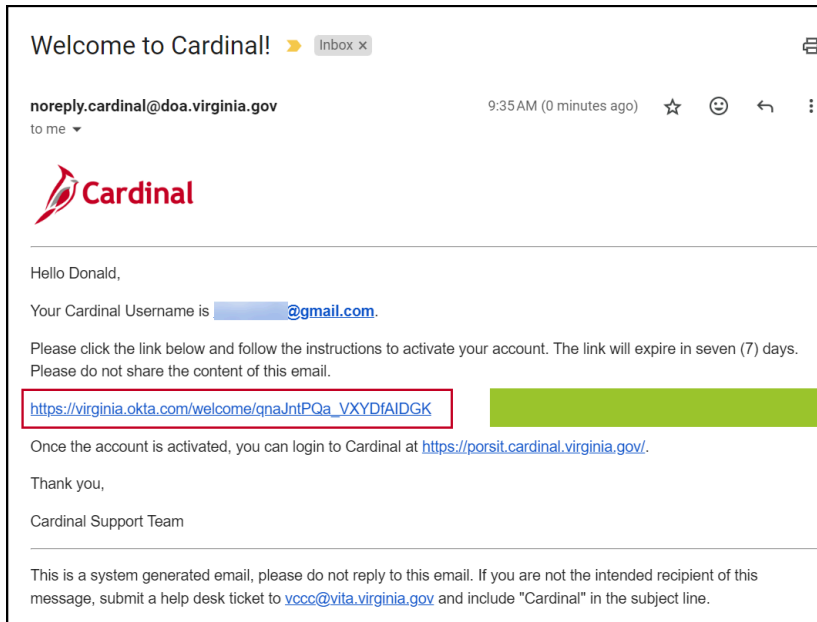 Welcome to Cardinal! Inbox ×
noreply.cardinal@doa.virginia.gov 9:35 AM (0 minutes ago)
to me
Cardinal
Hello Donald,
Your Cardinal Username is @gmail.com.
Please click the link below and follow the instructions to activate your account. The link will expire in seven (7) days.
Please do not share the content of this email.
https://virginia.okta.com/welcome/qnaJntPQa_VXYDfAIDGK
Once the account is activated, you can login to Cardinal at https://porsit.cardinal.virginia.gov/.
Thank you,
Cardinal Support Team
This is a system generated email, please do not reply to this email. If you are not the intended recipient of this
message, submit a help desk ticket to vccc@vita.virginia.gov and include "Cardinal" in the subject line.